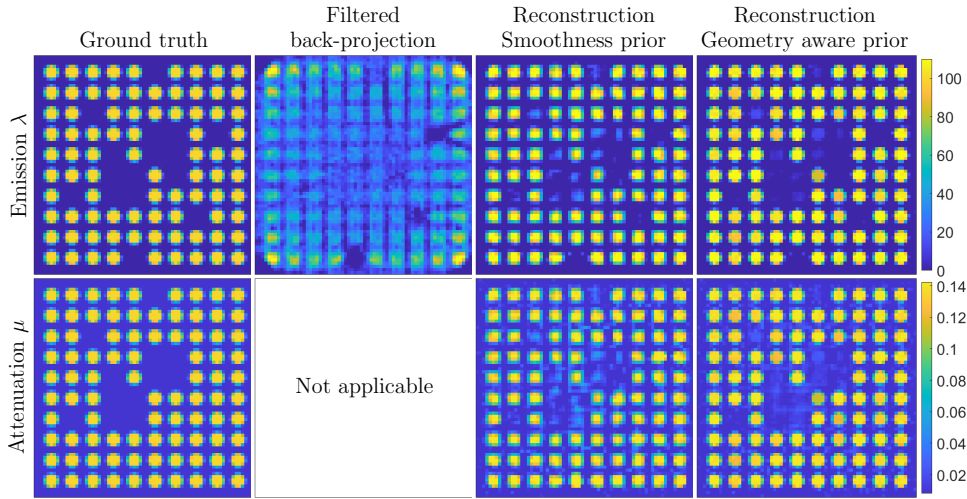 Ground truth
Filtered
back-projection
Reconstruction
Smoothness prior
Reconstruction
Geometry aware prior
Emission λ
100
80
60
40
20
0
Attenuation μ
Not applicable
0.14
0.12
0.1
0.08
0.06
0.04
0.02